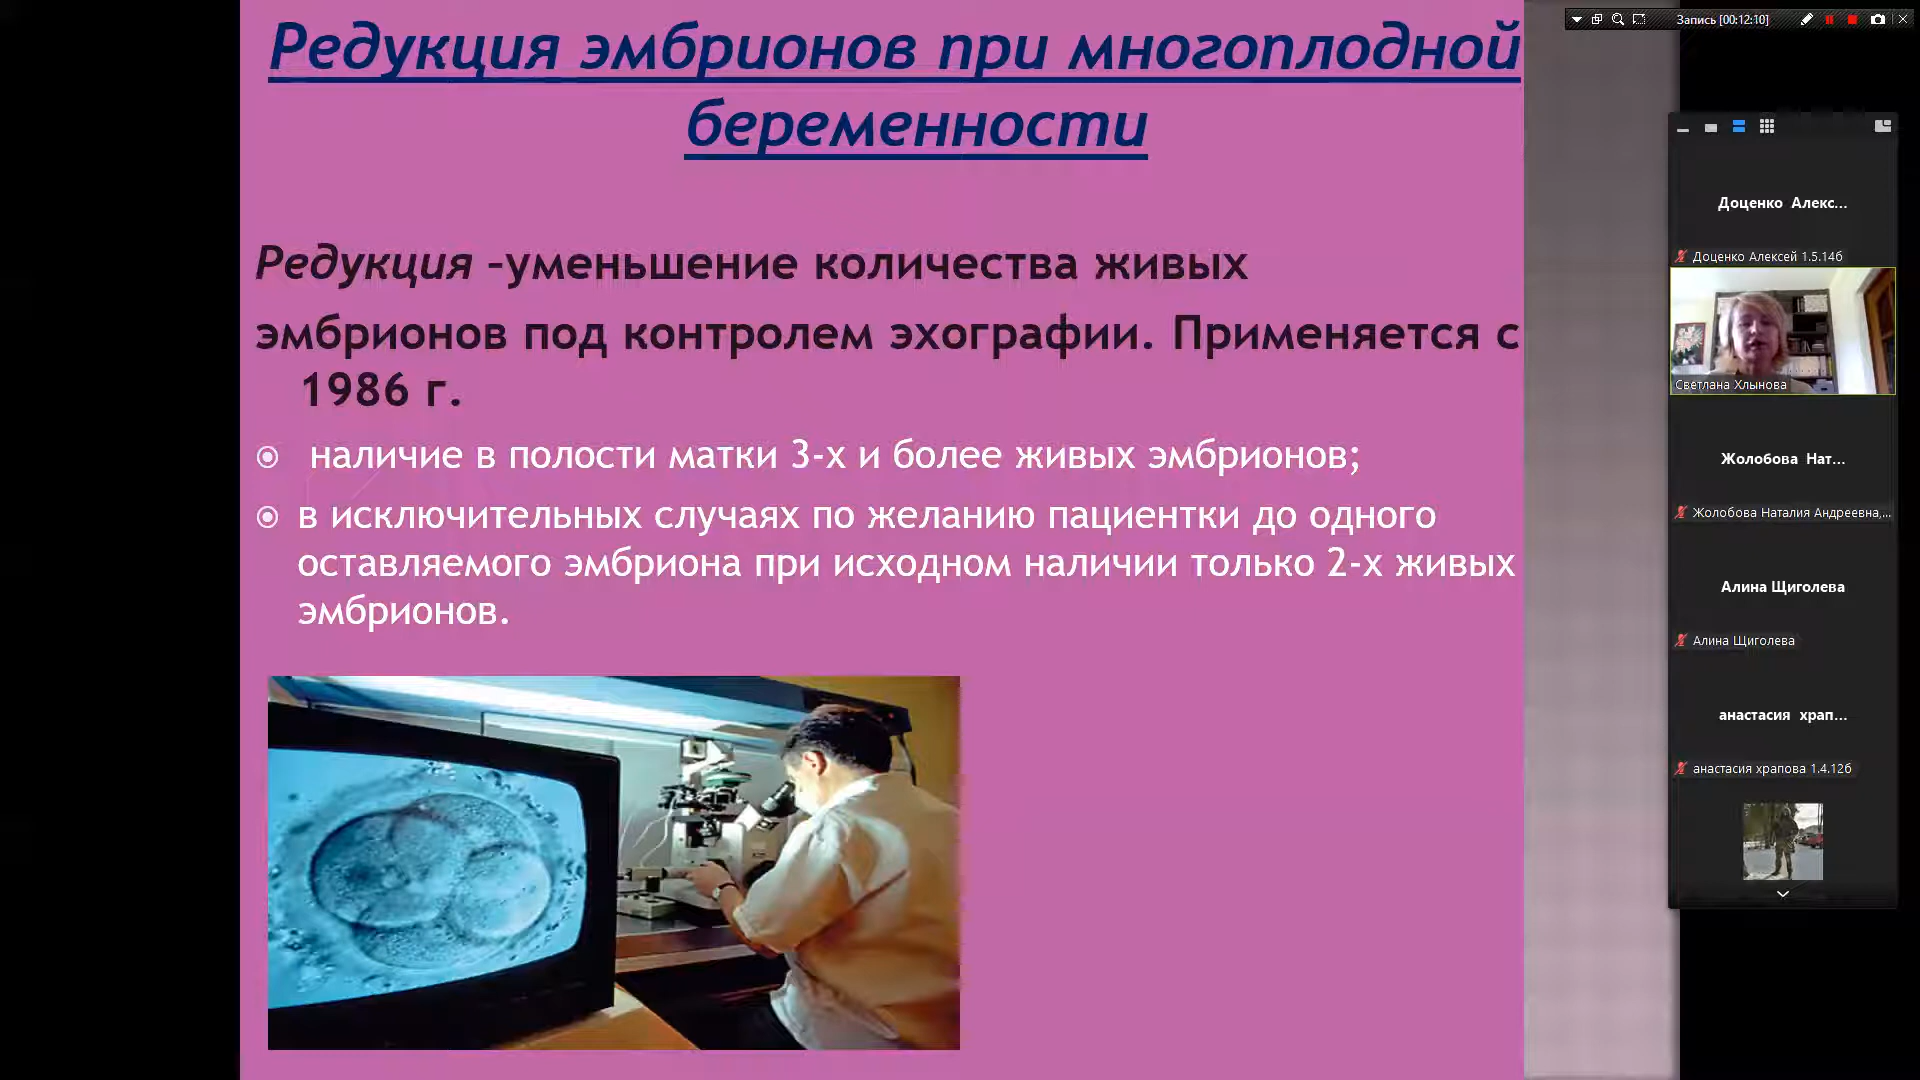 Редукция эмбрионов при многоплодной
беременности
Редукция –уменьшение количества живых
эмбрионов под контролем эхографии. Применяется с
1986 г.
наличие в полости матки 3-х и более живых эмбрионов;
в исключительных случаях по желанию пациентки до одного
оставляемого эмбриона при исходном наличии только 2-х живых
эмбрионов.
Запись [00:12:10]
Доценко Алекс...
Доценко Алексей 1.5.14б
Светлана Хлынова
Жолобова Нат...
Жолобова Наталия Андреевна,...
Алина Щиголева
Алина Щиголева
анастасия храп...
анастасия храпова 1.4.12б